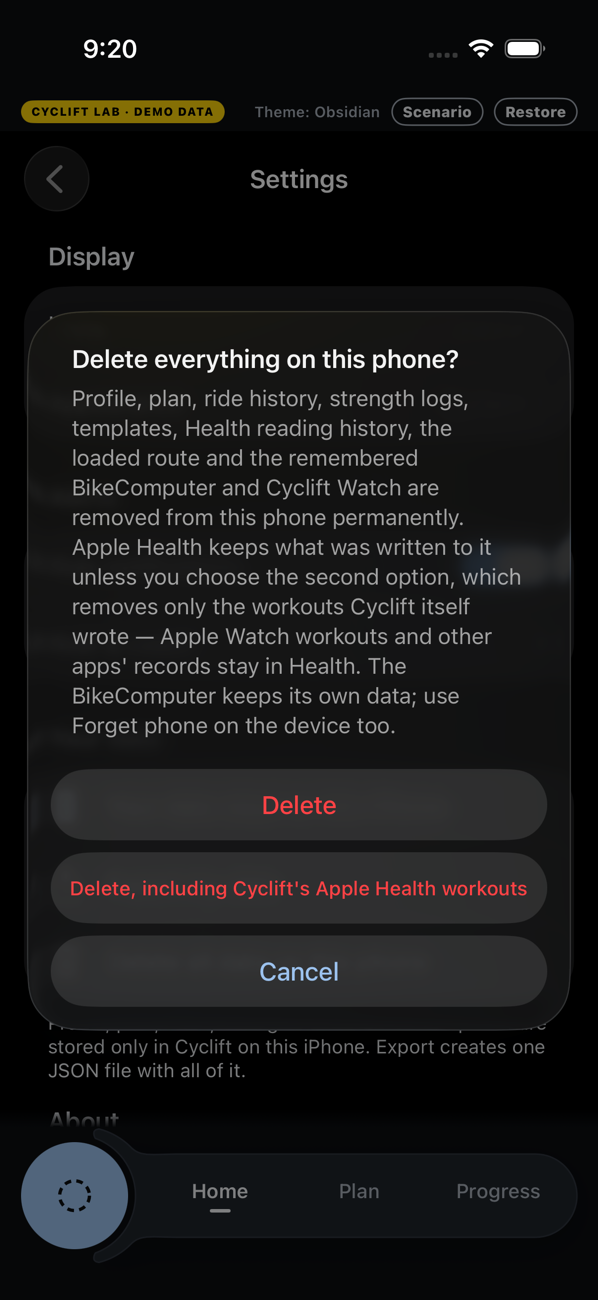 9:20
CYCLIFT LAB · DEMO DATA
Theme: Obsidian
Scenario
Restore
Settings
Display
Delete everything on this phone?
Profile, plan, ride history, strength logs,
templates, Health reading history, the
loaded route and the remembered
BikeComputer and Cyclift Watch are
removed from this phone permanently.
Apple Health keeps what was written to it
unless you choose the second option, which
removes only the workouts Cyclift itself
wrote — Apple Watch workouts and other
apps' records stay in Health. The
BikeComputer keeps its own data; use
Forget phone on the device too.
Delete
Delete, including Cyclift's Apple Health workouts
Cancel
stored only in Cyclift on this iPhone. Export creates one
JSON file with all of it.
About
Home
Plan
Progress